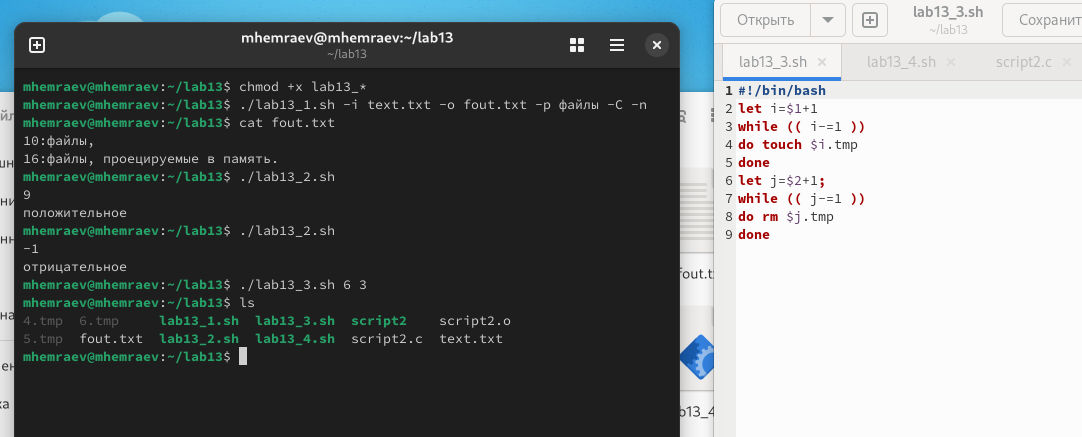 mhemraev@mhemraev:~/lab13
~/lab13
mhemraev@mhemraev:~/lab13$ chmod +x lab13_*
mhemraev@mhemraev:~/lab13$ ./lab13_1.sh -i text.txt -o fout.txt -p файлы -C -n
mhemraev@mhemraev:~/lab13$ cat fout.txt
10:файлы,
16:файлы, проецируемые в память.
mhemraev@mhemraev:~/lab13$ ./lab13_2.sh
9
положительное
mhemraev@mhemraev:~/lab13$ ./lab13_2.sh
-1
отрицательное
mhemraev@mhemraev:~/lab13$ ./lab13_3.sh 6 3
mhemraev@mhemraev:~/lab13$ ls
4.tmp 6.tmp lab13_1.sh lab13_3.sh script2 script2.o
5.tmp fout.txt lab13_2.sh lab13_4.sh script2.c text.txt
mhemraev@mhemraev:~/lab13$
Открыть
lab13_3.sh
~/lab13
Сохранит
lab13_3.sh
lab13_4.sh
script2.c
1 #!/bin/bash
2 let i=$1+1
3 while (( i-=1 ))
4 do touch $i.tmp
5 done
6 let j=$2+1;
7 while (( j-=1 ))
8 do rm $j.tmp
9 done